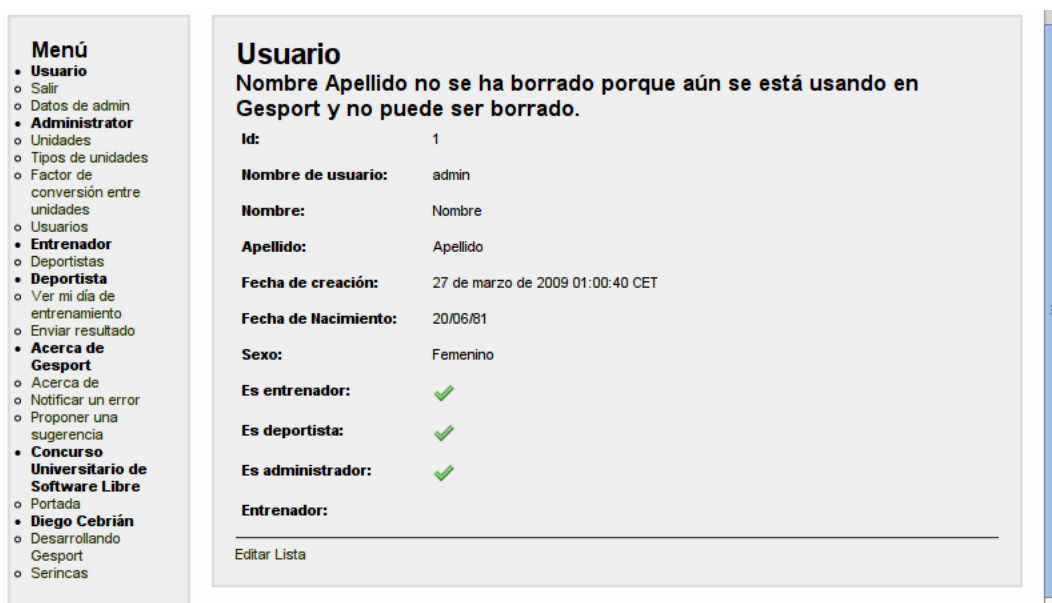 Menú
Usuario
Salir
Datos de admin
Administrator
Unidades
Tipos de unidades
Factor de
conversión entre
unidades
Usuarios
Entrenador
Deportistas
Deportista
Ver mi día de
entrenamiento
Enviar resultado
Acerca de
Gesport
Acerca de
Notificar un error
Proponer una
sugerencia
Concurso
Universitario de
Software Libre
Portada
Diego Cebrián
Desarrollando
Gesport
Serincas
Usuario
Nombre Apellido no se ha borrado porque aún se está usando en
Gesport y no puede ser borrado.
Id: 1
Nombre de usuario: admin
Nombre: Nombre
Apellido: Apellido
Fecha de creación: 27 de marzo de 2009 01:00:40 CET
Fecha de Nacimiento: 20/06/81
Sexo: Femenino
Es entrenador:
Es deportista:
Es administrador:
Entrenador:
Editar Lista